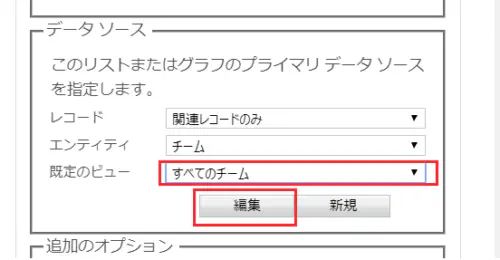 データ ソース
このリストまたはグラフのプライマリ データ ソース
を指定します。
レコード 関連レコードのみ
エンティティ チーム
既定のビュー すべてのチーム
編集 新規
追加のオプション